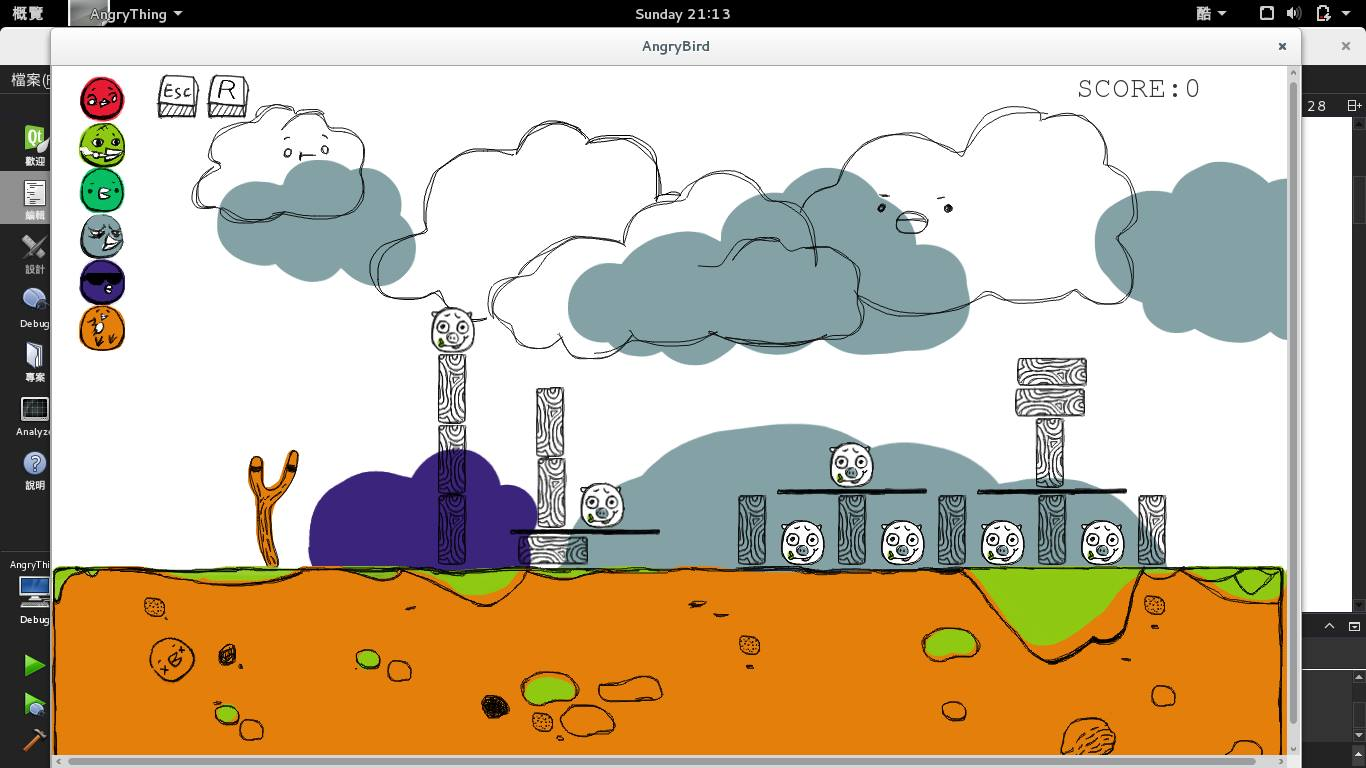 概覽
AngryThing
Sunday 21:13
酷
AngryBird
檔案(F
Esc
R
SCORE:0
28
Qt
歡迎
編輯
設計
Debug
專案
Analyze
說明
AngryThi
Debug